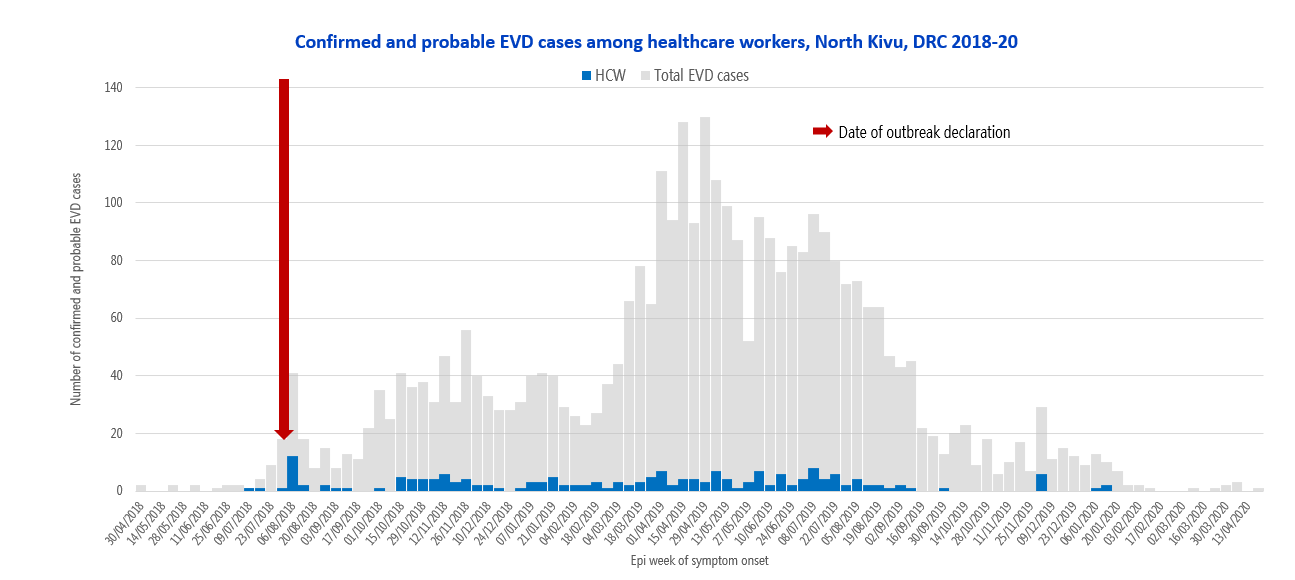 Confirmed and probable EVD cases among healthcare workers, North Kivu, DRC 2018-20
HCW Total EVD cases
Date of outbreak declaration
Number of confirmed and probable EVD cases
140
120
100
80
60
40
20
0
30/04/2018 14/05/2018 28/05/2018 11/06/2018 25/06/2018 09/07/2018 23/07/2018 06/08/2018 20/08/2018 03/09/2018 17/09/2018 01/10/2018 15/10/2018 29/10/2018 12/11/2018 26/11/2018 10/12/2018 24/12/2018 07/01/2019 21/01/2019 04/02/2019 18/02/2019 04/03/2019 18/03/2019 01/04/2019 15/04/2019 29/04/2019 13/05/2019 27/05/2019 10/06/2019 24/06/2019 08/07/2019 22/07/2019 05/08/2019 19/08/2019 02/09/2019 16/09/2019 30/09/2019 14/10/2019 28/10/2019 11/11/2019 25/11/2019 09/12/2019 23/12/2019 06/01/2020 20/01/2020 03/02/2020 17/02/2020 02/03/2020 16/03/2020 30/03/2020 13/04/2020
Epi week of symptom onset